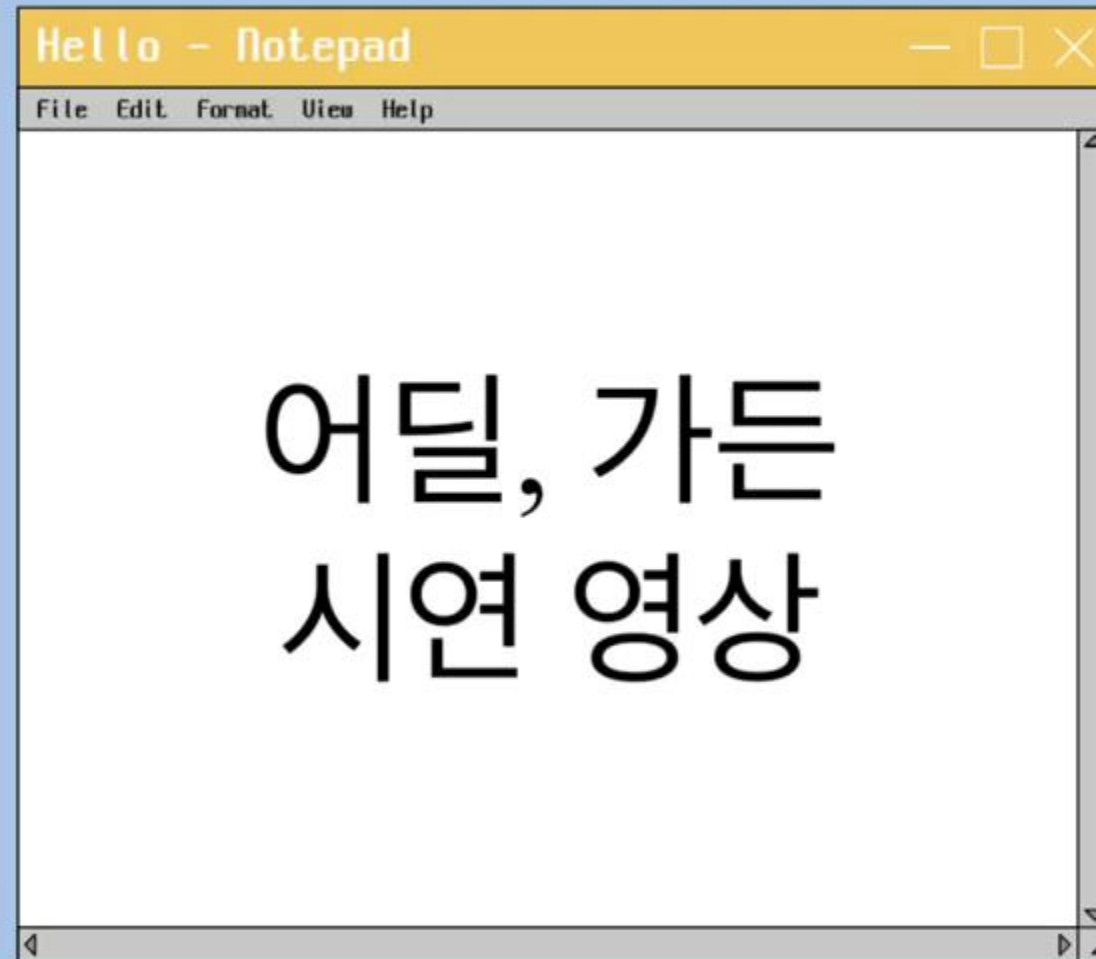 Hello - Notepad
File Edit Format View Help
어딜, 가든
시연 영상